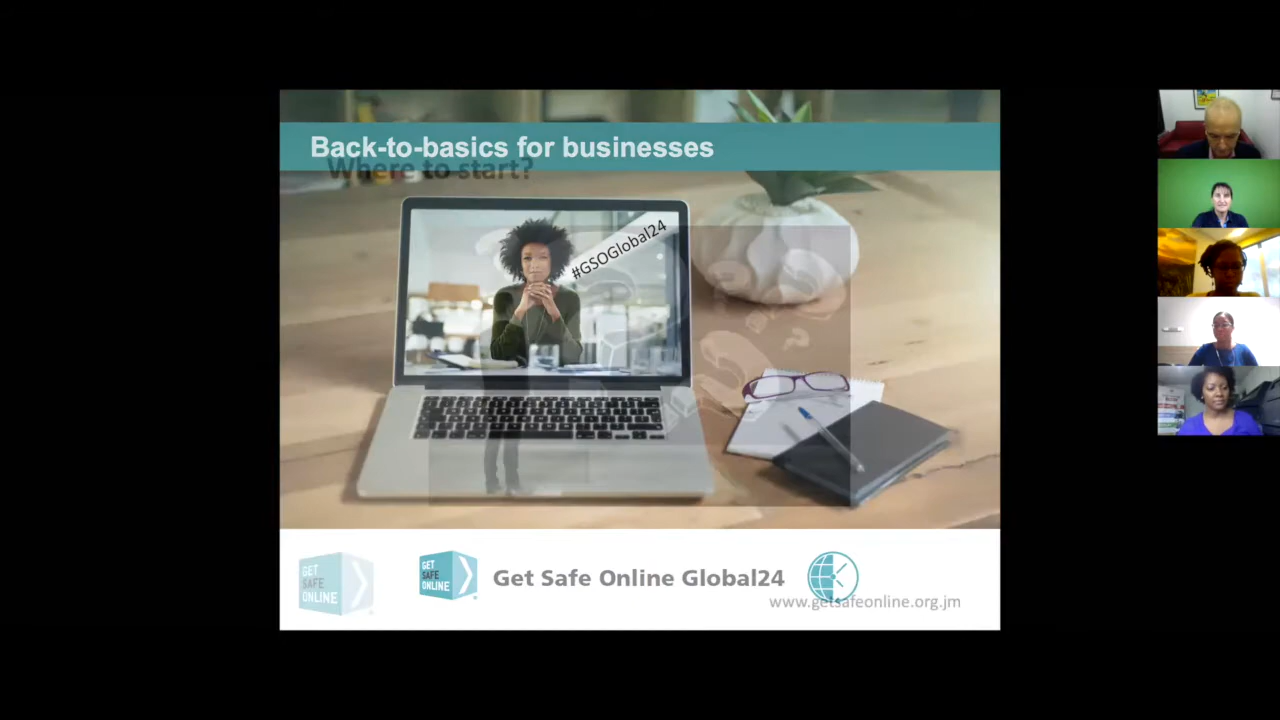 Back-to-basics for businesses
Where to start?
#GSOGlobal24
GET
SAFE
ONLINE
GET
SAFE
ONLINE
Get Safe Online Global24
www.getsafeonline.org.jm